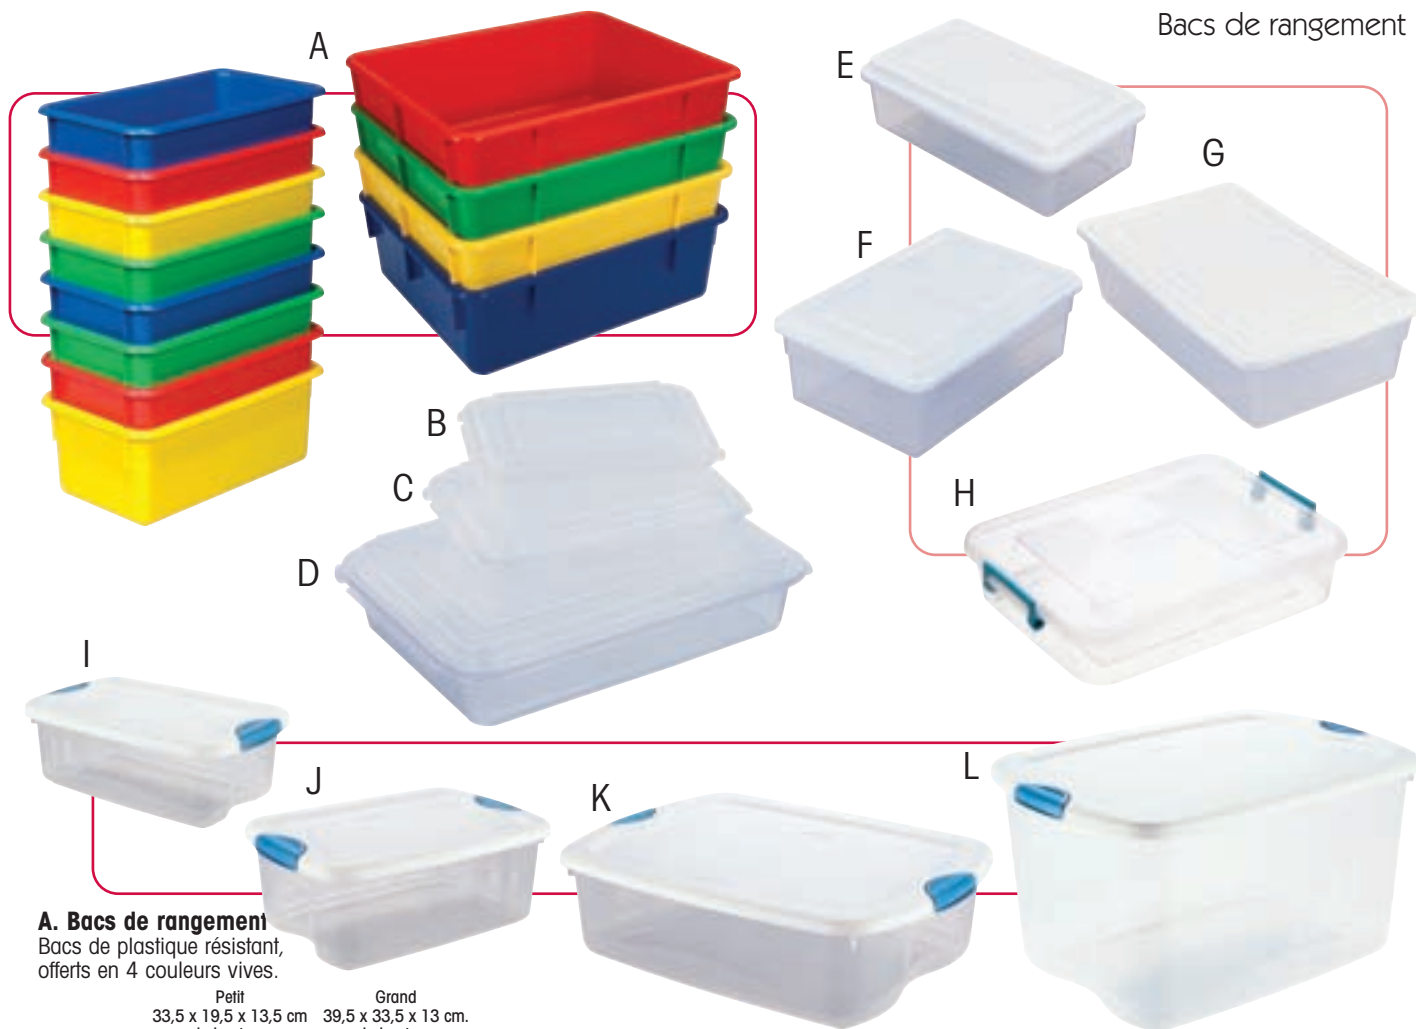 Bacs de rangement
A
E
G
F
B
C
H
D
I
J
K
L
A. Bacs de rangement
Bacs de plastique résistant,
offerts en 4 couleurs vives.
Petit Grand
33,5 x 19,5 x 13,5 cm 39,5 x 33,5 x 13 cm.